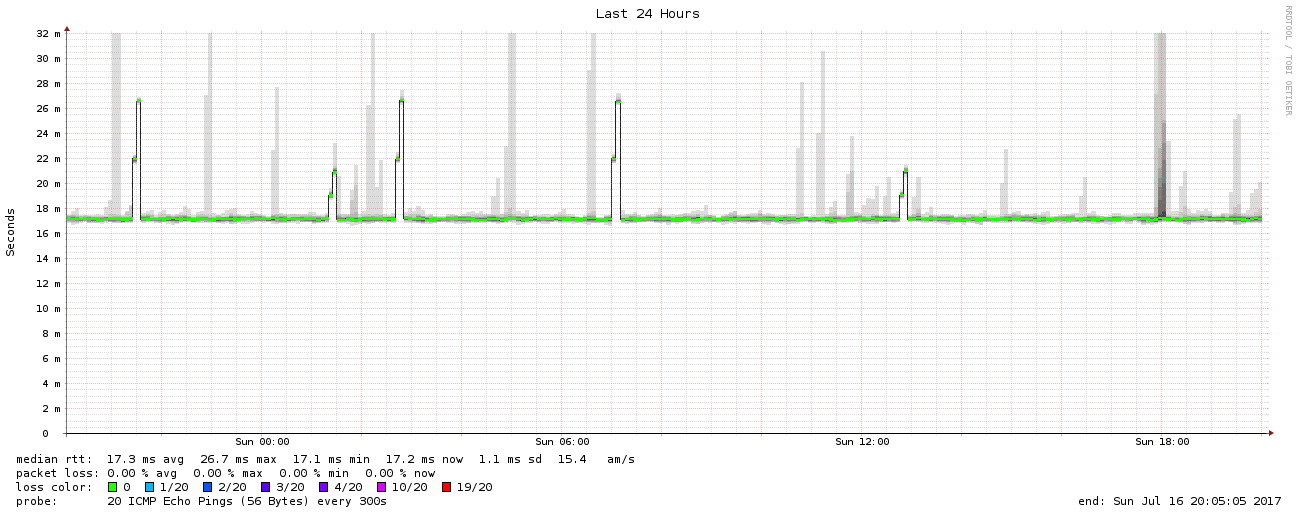 Last 24 Hours
RRDTOOL / TOBI OETIKER
Seconds
32 m
30 m
28 m
26 m
24 m
22 m
20 m
18 m
16 m
14 m
12 m
10 m
8 m
6 m
4 m
2 m
0
Sun 00:00 Sun 06:00 Sun 12:00 Sun 18:00
median rtt: 17.3 ms avg 26.7 ms max 17.1 ms min 17.2 ms now 1.1 ms sd 15.4 am/s
packet loss: 0.00 % avg 0.00 % max 0.00 % min 0.00 % now
loss color: 0 1/20 2/20 3/20 4/20 10/20 19/20
probe: 20 ICMP Echo Pings (56 Bytes) every 300s end: Sun Jul 16 20:05:05 2017